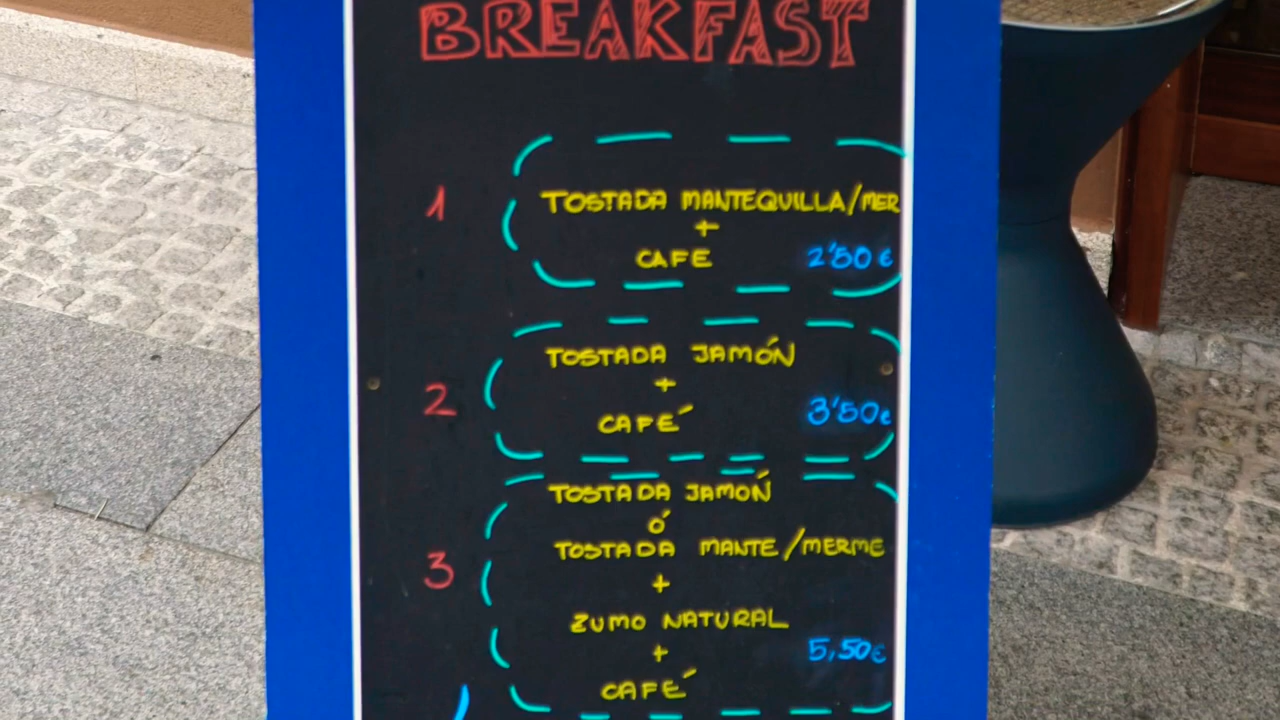 BREAKFAST
1
TOSTADA MANTEQUILLA/MER
+
CAFE 2'50 €
2
TOSTADA JAMÓN
+
CAFÉ 3'50€
3
TOSTADA JAMOŃ
Ó
TOSTADA MANTE/MERME
+
ZUMO NATURAL
+
CAFÉ 5,50€